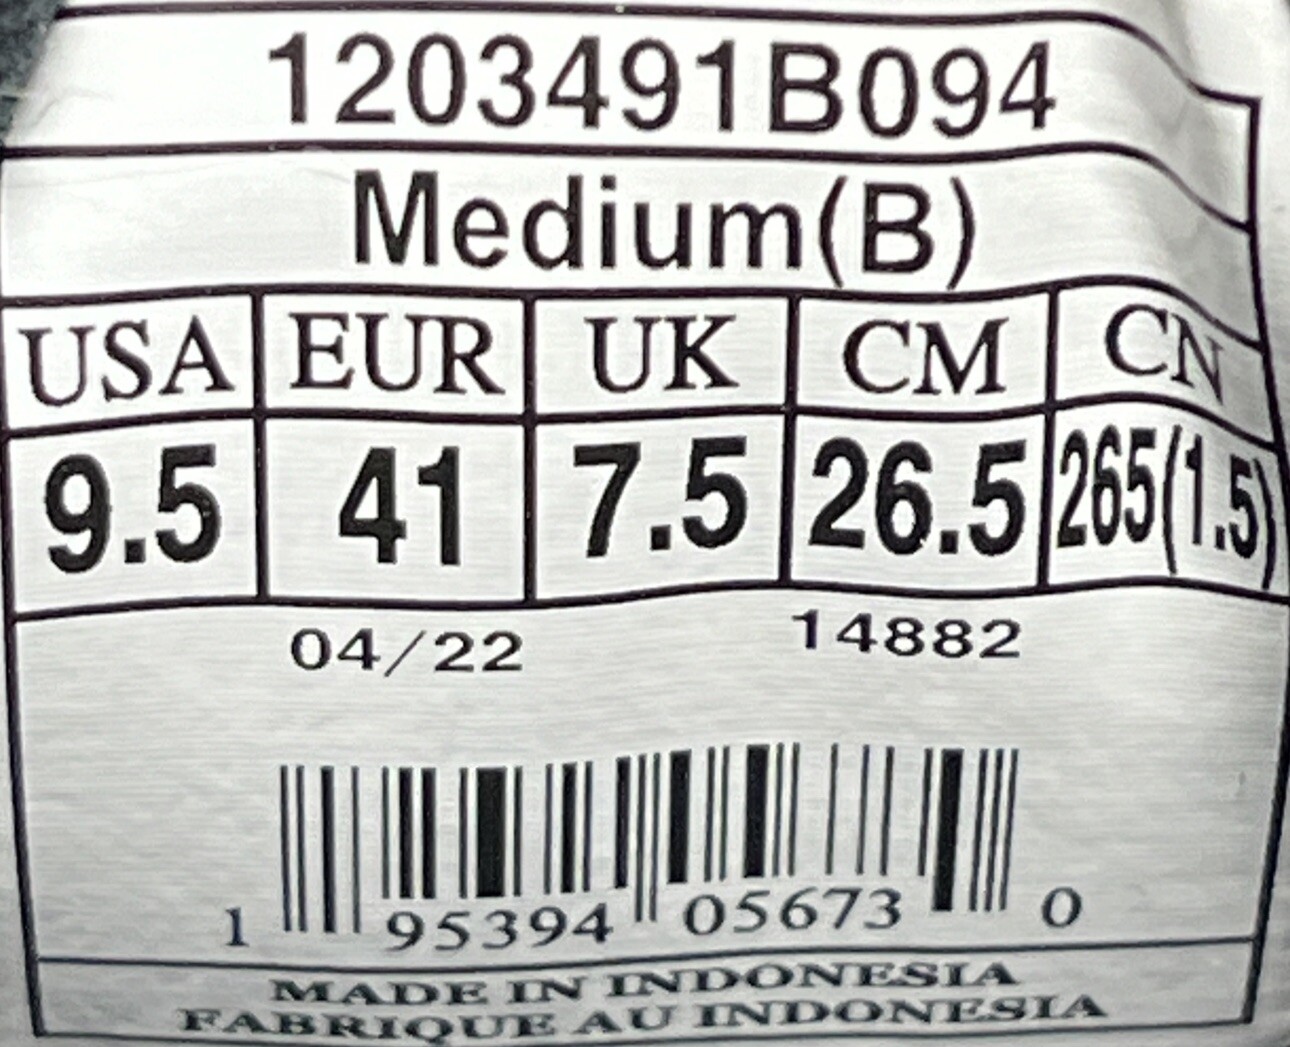 1203491B094
Medium(B)
USA EUR UK CM CN
9.5 41 7.5 26.5 265(1.5)
04/22 14882
1 95394 05673 0
MADE IN INDONESIA
FABRIQUE AU INDONESIA